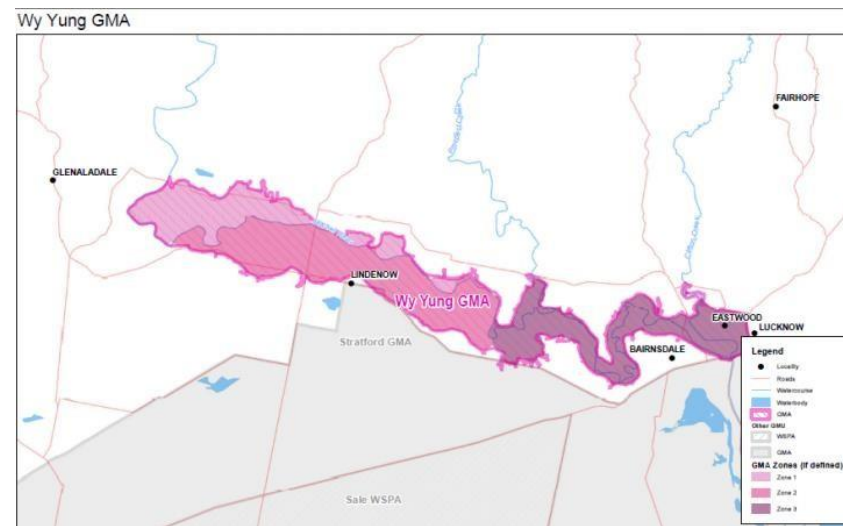 Wy Yung GMA
FAIRHOPE
GLENALADALE
LINDENOW
Wy Yung GMA
Stratford GMA
EASTWOOD
LUCKNOW
BAIRNSDALE
Sale WSPA
Legend
Locality
Roads
Watercourse
Waterbody
GMA
Other GMU
WSPA
GMA
GMA Zones (if defined)
Zone 1
Zone 2
Zone 3